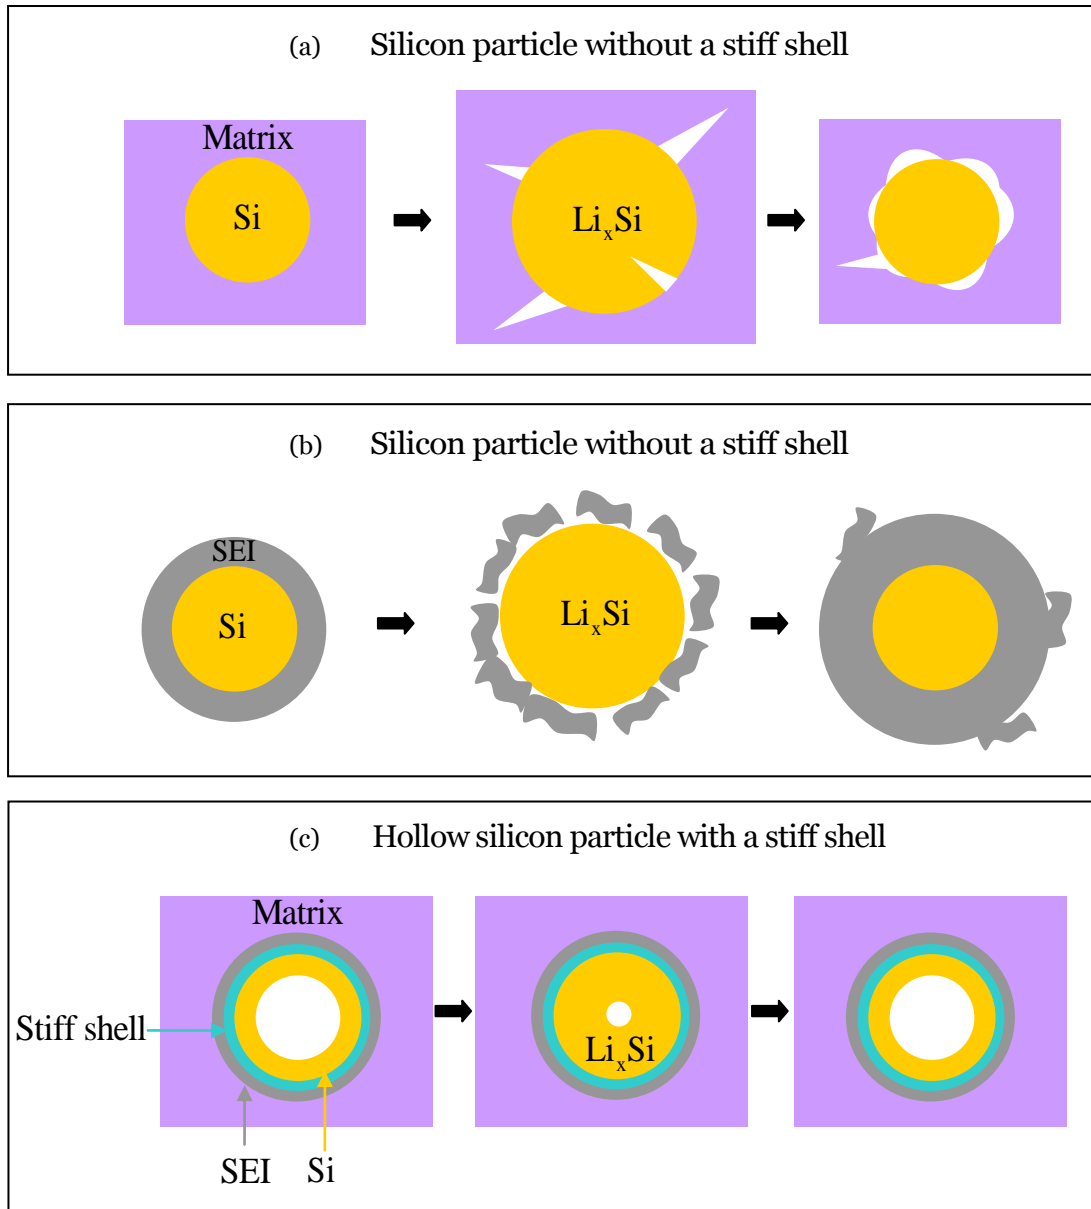 (a) Silicon particle without a stiff shell
Matrix
Si
LiₓSi
(b) Silicon particle without a stiff shell
SEI
Si
LiₓSi
(c) Hollow silicon particle with a stiff shell
Matrix
Stiff shell
LiₓSi
SEI
Si